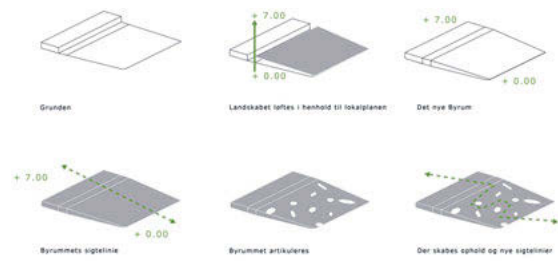 + 7.00
+ 0.00
+ 7.00
+ 0.00
Grunden
Landskabet løftes i henhold til lokalplanen
Det nye Byrum
+ 7.00
+ 0.00
Byrummets sigtelinie
Byrummet artikuleres
Der skabes ophold og nye sigtelinier